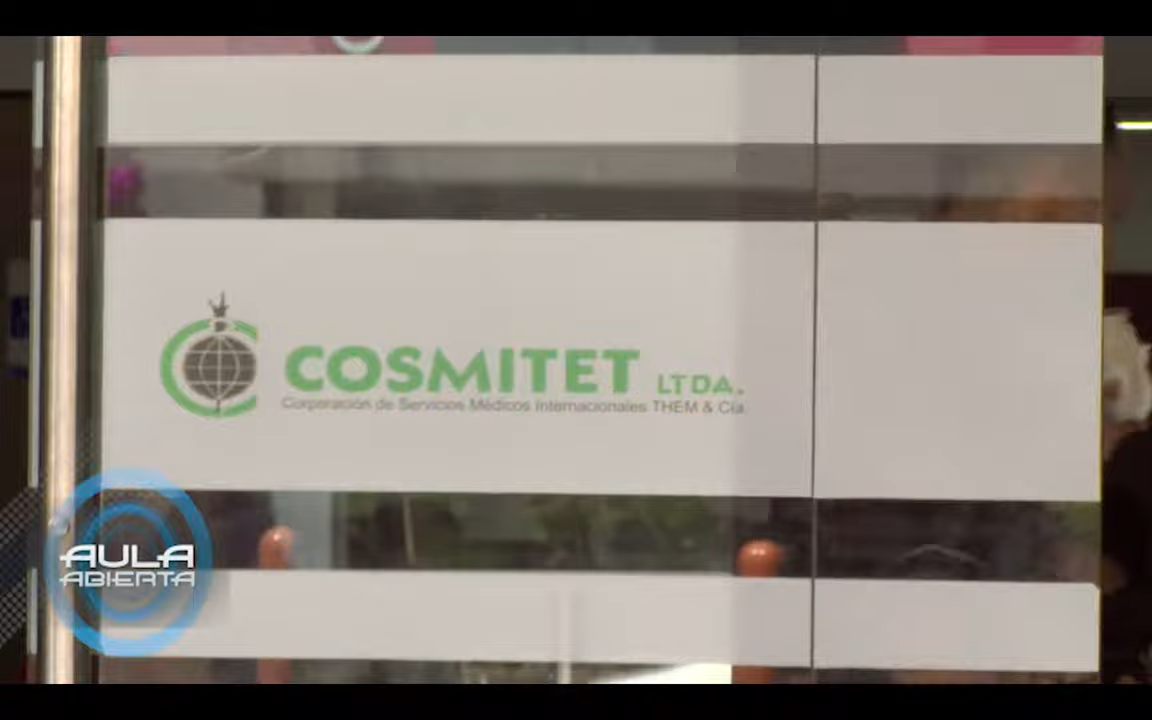 COSMITET LTDA.
Corporación de Servicios Médicos Internacionales THEM & Cía.
AULA
ABIERTA